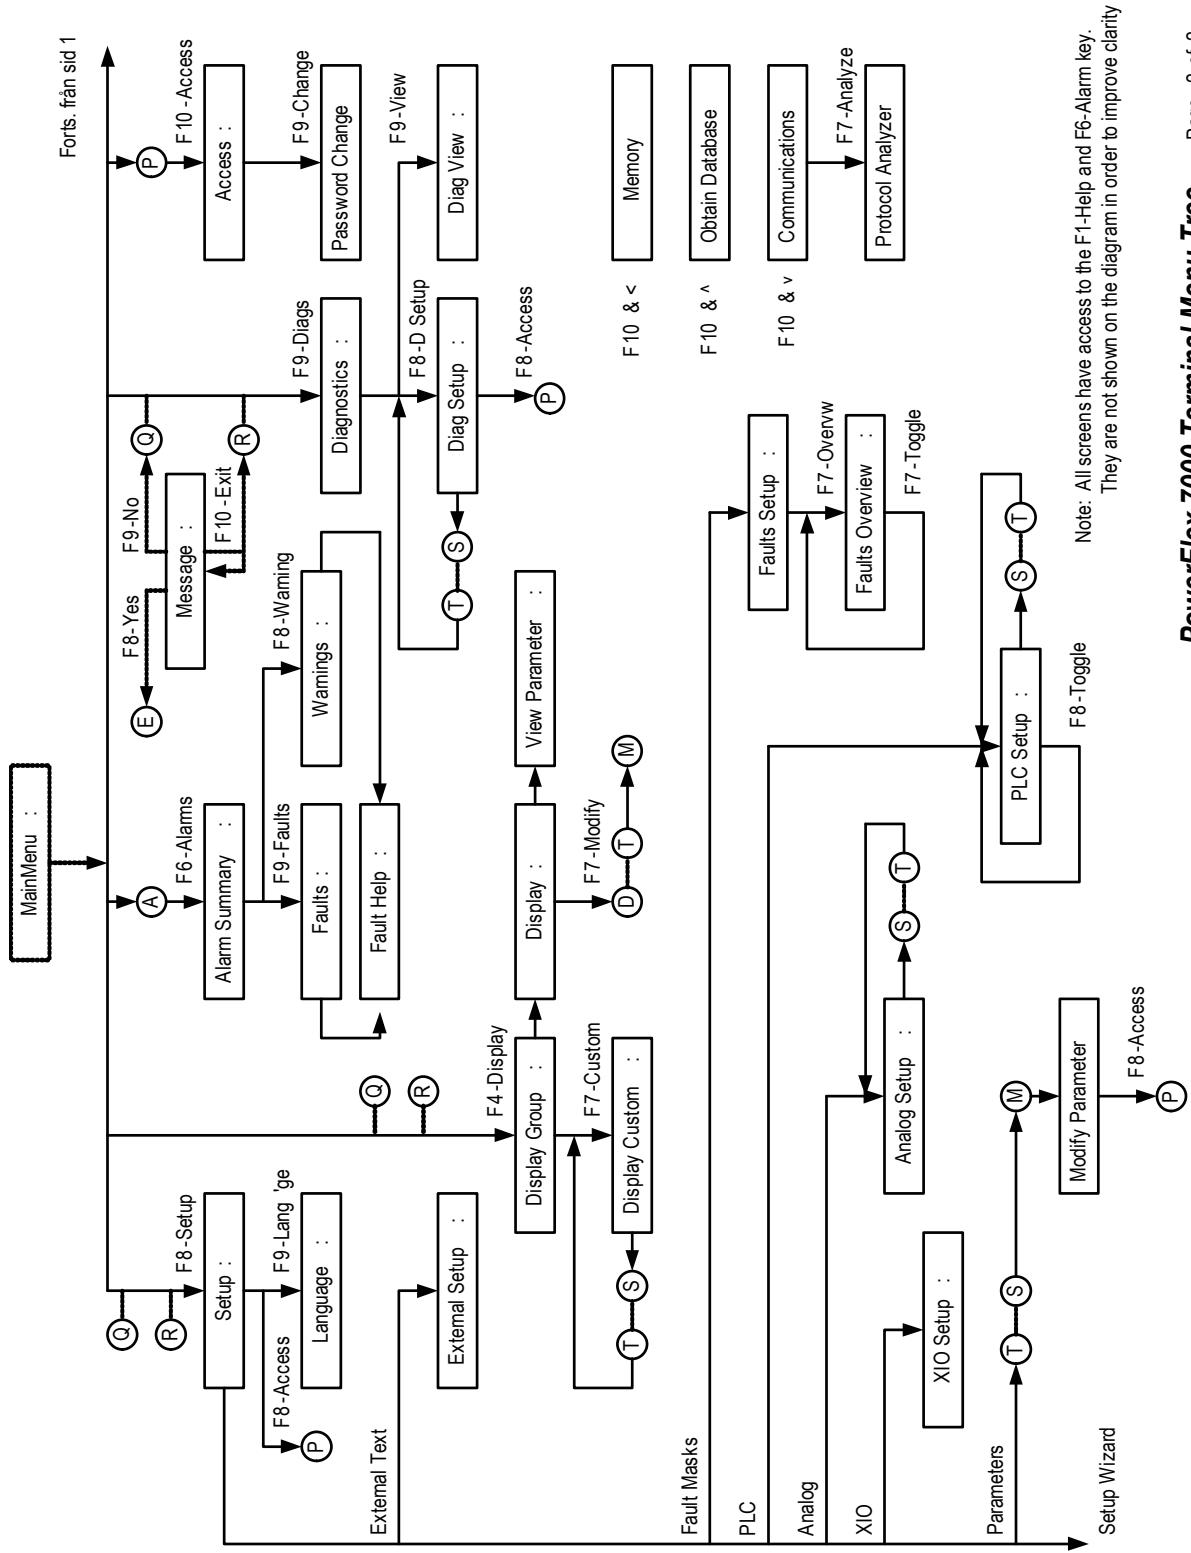 Forts. från sid 1
MainMenu :
Q
R
F8-Setup
Setup :
F8-Access
F9-Lang 'ge
P
Language :
A
F6-Alarms
Alarm Summary :
F9-Faults
F8-Warning
Faults :
Warnings :
Fault Help :
E
F8-Yes
F9-No
Message :
F10-Exit
Q
R
F9-Diags
Diagnostics :
P
F10-Access
Access :
F9-Change
Password Change
F8-D Setup
F9-View
Diag Setup :
Diag View :
S
T
F8-Access
P
External Text
External Setup :
Q
R
F4-Display
Display Group :
Display :
View Parameter :
F7-Custom
F7-Modify
Display Custom :
T
S
D
T
M
F10 & <
Memory
F10 & ^
Obtain Database
F10 & v
Communications
F7-Analyze
Protocol Analyzer
Fault Masks
Faults Setup :
F7-Overvw
Faults Overview :
F7-Toggle
PLC
PLC Setup :
S
T
F8-Toggle
Analog
Analog Setup :
S
T
XIO
XIO Setup :
Parameters
T
S
M
Modify Parameter
F8-Access
P
Setup Wizard
Note: All screens have access to the F1-Help and F6-Alarm key.
They are not shown on the diagram in order to improve clarity
PowerFlex 7000 Terminal Menu Tree